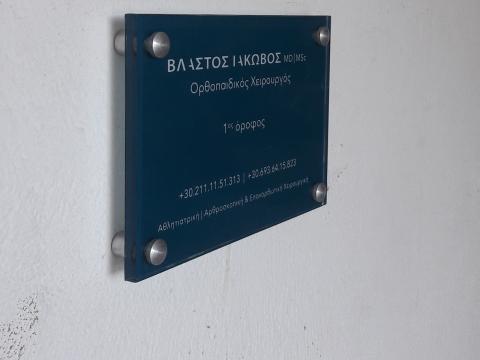 ΒΛΑΣΤΟΣ ΙΑΚΩΒΟΣ MD|MSc
Ορθοπαιδικός Χειρουργός
1ος όροφος
+30.211.11.51.313 | +30.693.64.15.823
Αθλητιατρική | Αρθροσκοπική & Επανορθωτική Χειρουργική